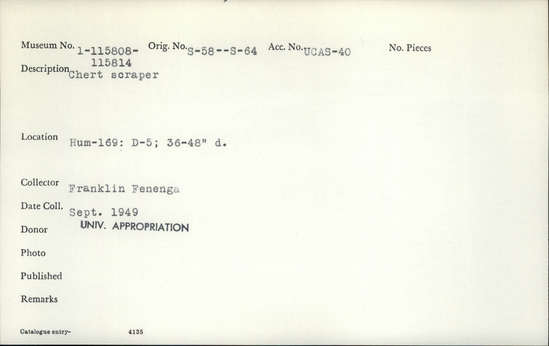 Museum No. 1-115808- Orig. No. S-58--S-64 Acc. No. UCAS-40 No. Pieces
115814
Description Chert scraper
Location Hum-169: D-5; 36-48" d.
Collector Franklin Fenenga
Date Coll. Sept. 1949
Donor UNIV. APPROPRIATION
Photo
Published
Remarks
Catalogue entry- 4135